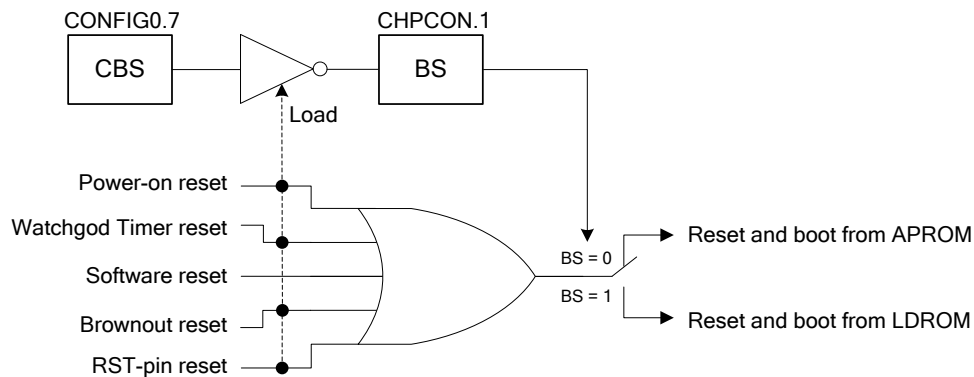 CONFIG0.7
CHPCON.1
CBS
BS
Load
Power-on reset
Watchgod Timer reset
Software reset
Brownout reset
RST-pin reset
BS = 0
BS = 1
Reset and boot from APROM
Reset and boot from LDROM